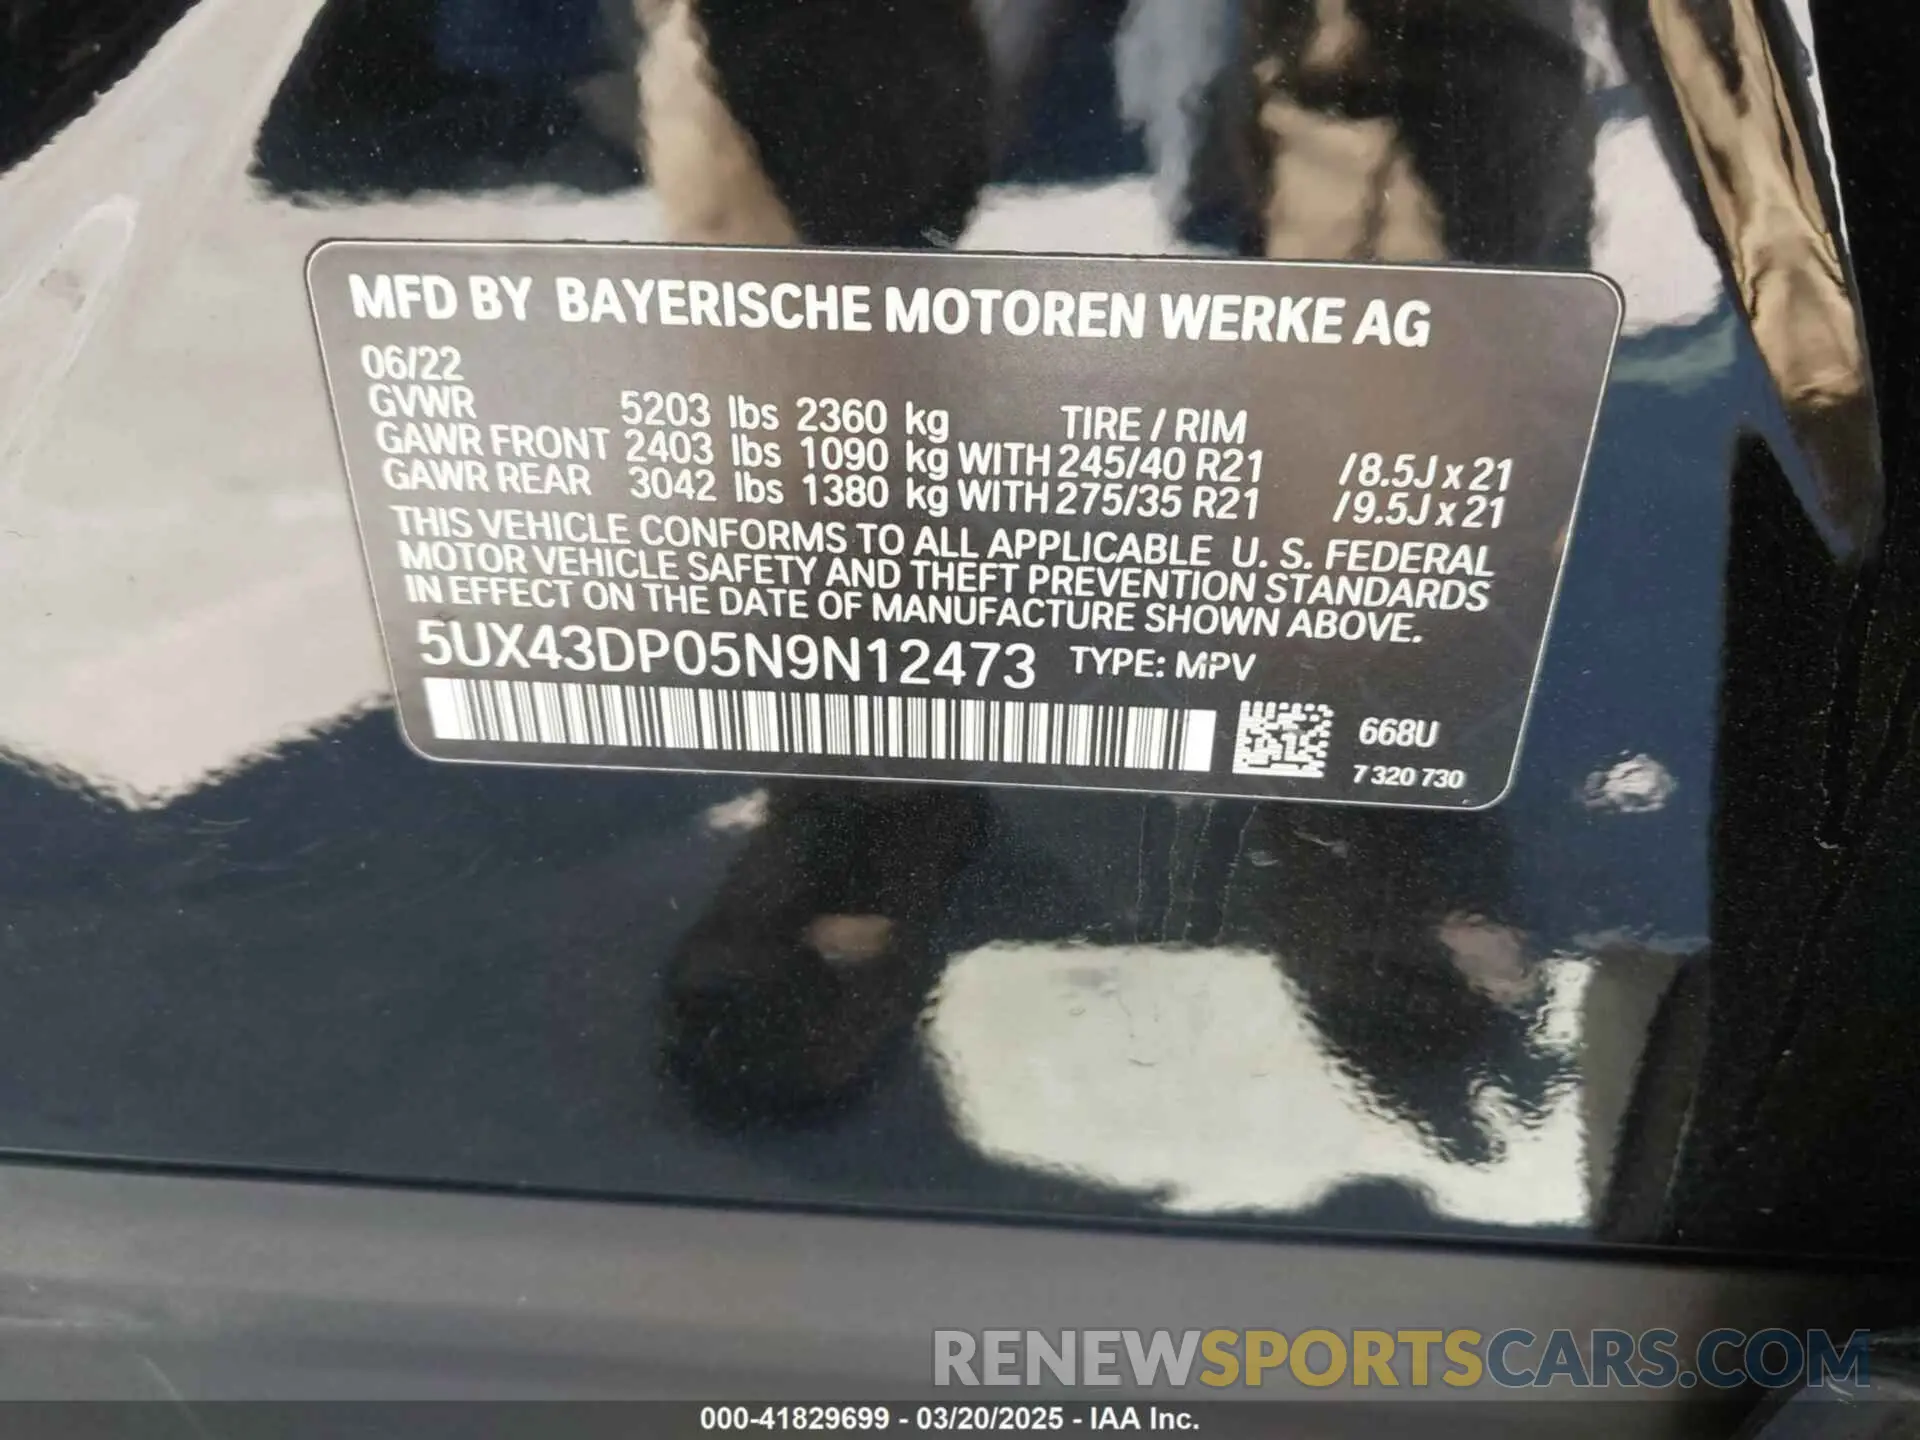 MFD BY BAYERISCHE MOTOREN WERKE AG
06/22
GVWR 5203 lbs 2360 kg TIRE / RIM
GAWR FRONT 2403 lbs 1090 kg WITH 245/40 R21 /8.5J x 21
GAWR REAR 3042 lbs 1380 kg WITH 275/35 R21 /9.5J x 21
THIS VEHICLE CONFORMS TO ALL APPLICABLE U. S. FEDERAL
MOTOR VEHICLE SAFETY AND THEFT PREVENTION STANDARDS
IN EFFECT ON THE DATE OF MANUFACTURE SHOWN ABOVE.
5UX43DP05N9N12473 TYPE: MPV
668U
7 320 730
RENEWSPORTSCARS.COM
000-41829699 - 03/20/2025 - IAA Inc.